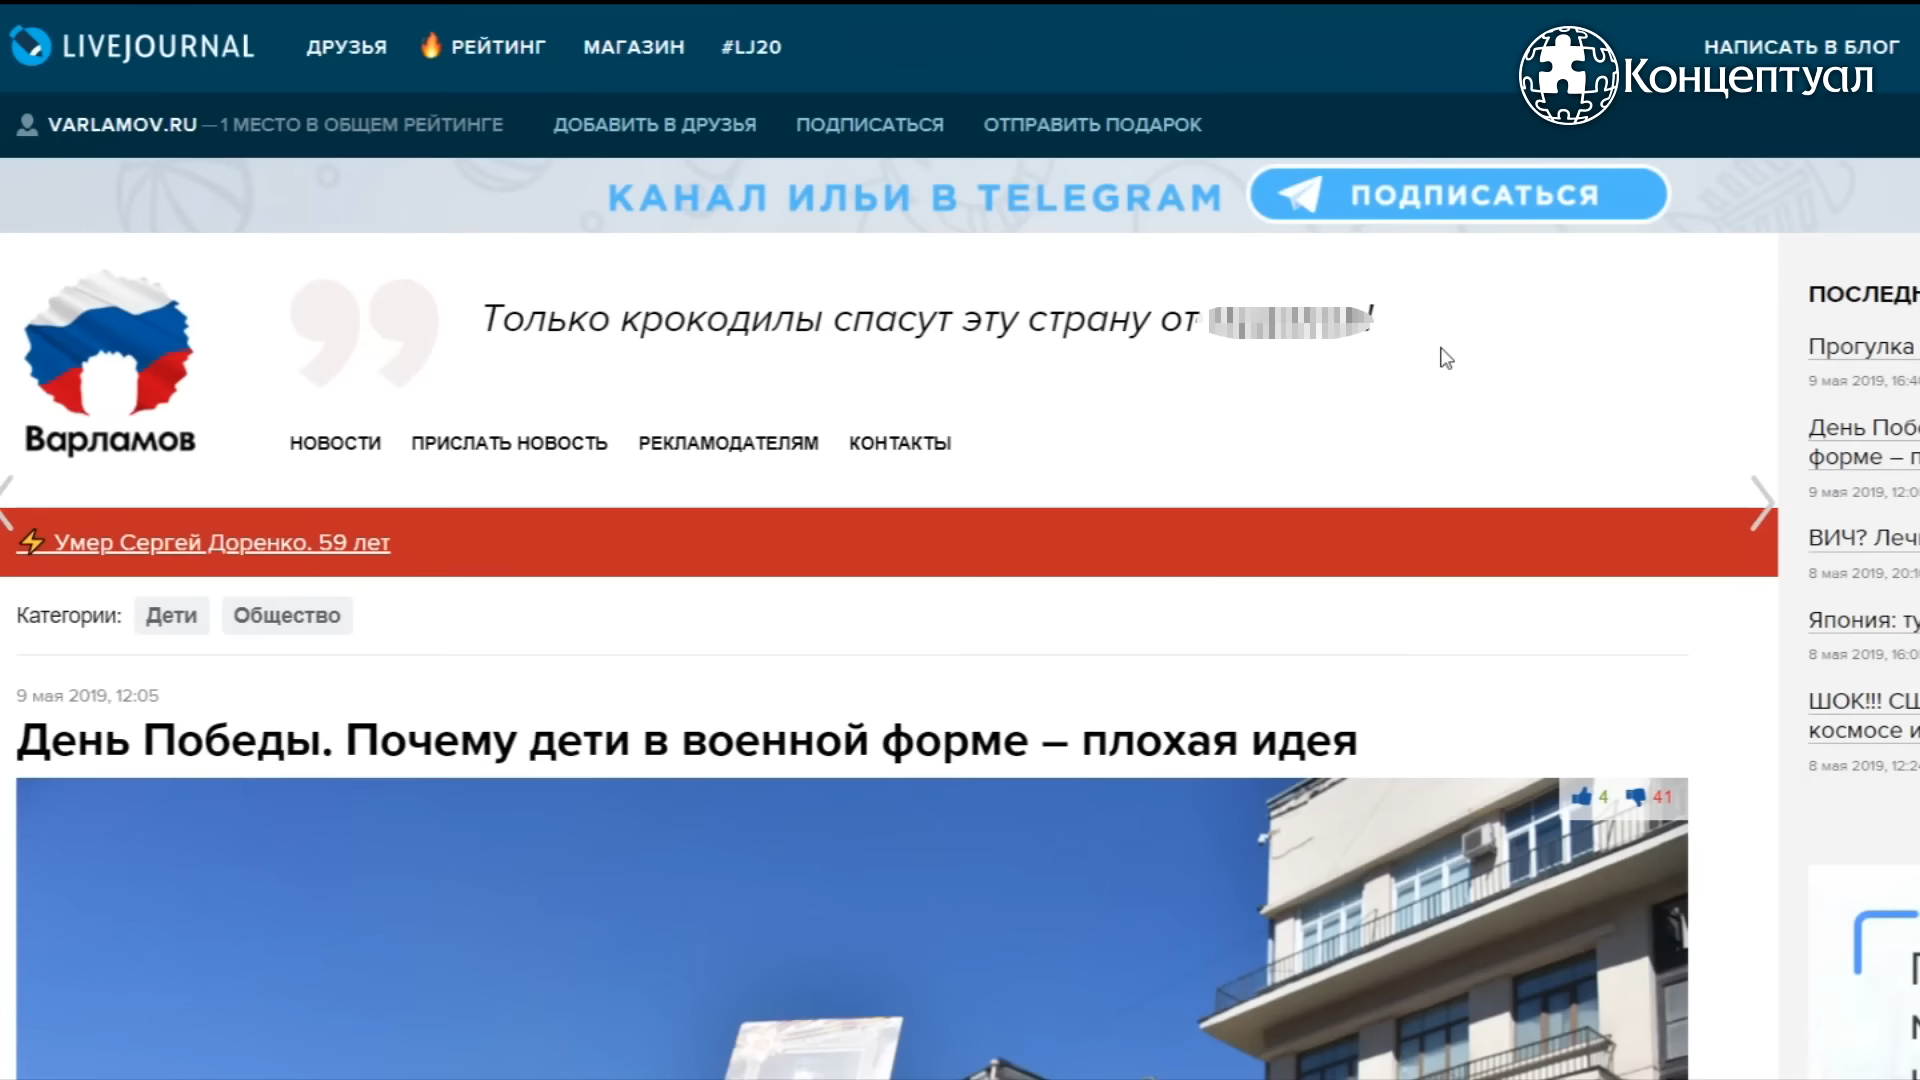 LIVEJOURNAL ДРУЗЬЯ РЕЙТИНГ МАГАЗИН #LJ20 НАПИСАТЬ В БЛОГ
Концептуал
VARLAMOV.RU — 1 МЕСТО В ОБЩЕМ РЕЙТИНГЕ ДОБАВИТЬ В ДРУЗЬЯ ПОДПИСАТЬСЯ ОТПРАВИТЬ ПОДАРОК
КАНАЛ ИЛЬИ В TELEGRAM ПОДПИСАТЬСЯ
Только крокодилы спасут эту страну от !
Варламов
НОВОСТИ ПРИСЛАТЬ НОВОСТЬ РЕКЛАМОДАТЕЛЯМ КОНТАКТЫ
⚡ Умер Сергей Доренко. 59 лет
Категории: Дети Общество
9 мая 2019, 12:05
День Победы. Почему дети в военной форме – плохая идея
4 41
ПОСЛЕДН
Прогулка
9 мая 2019, 16:4
День Побе
форме – п
9 мая 2019, 12:0
ВИЧ? Леч
8 мая 2019, 20:1
Япония: ту
8 мая 2019, 16:0
ШОК!!! СШ
космосе и
8 мая 2019, 12:24